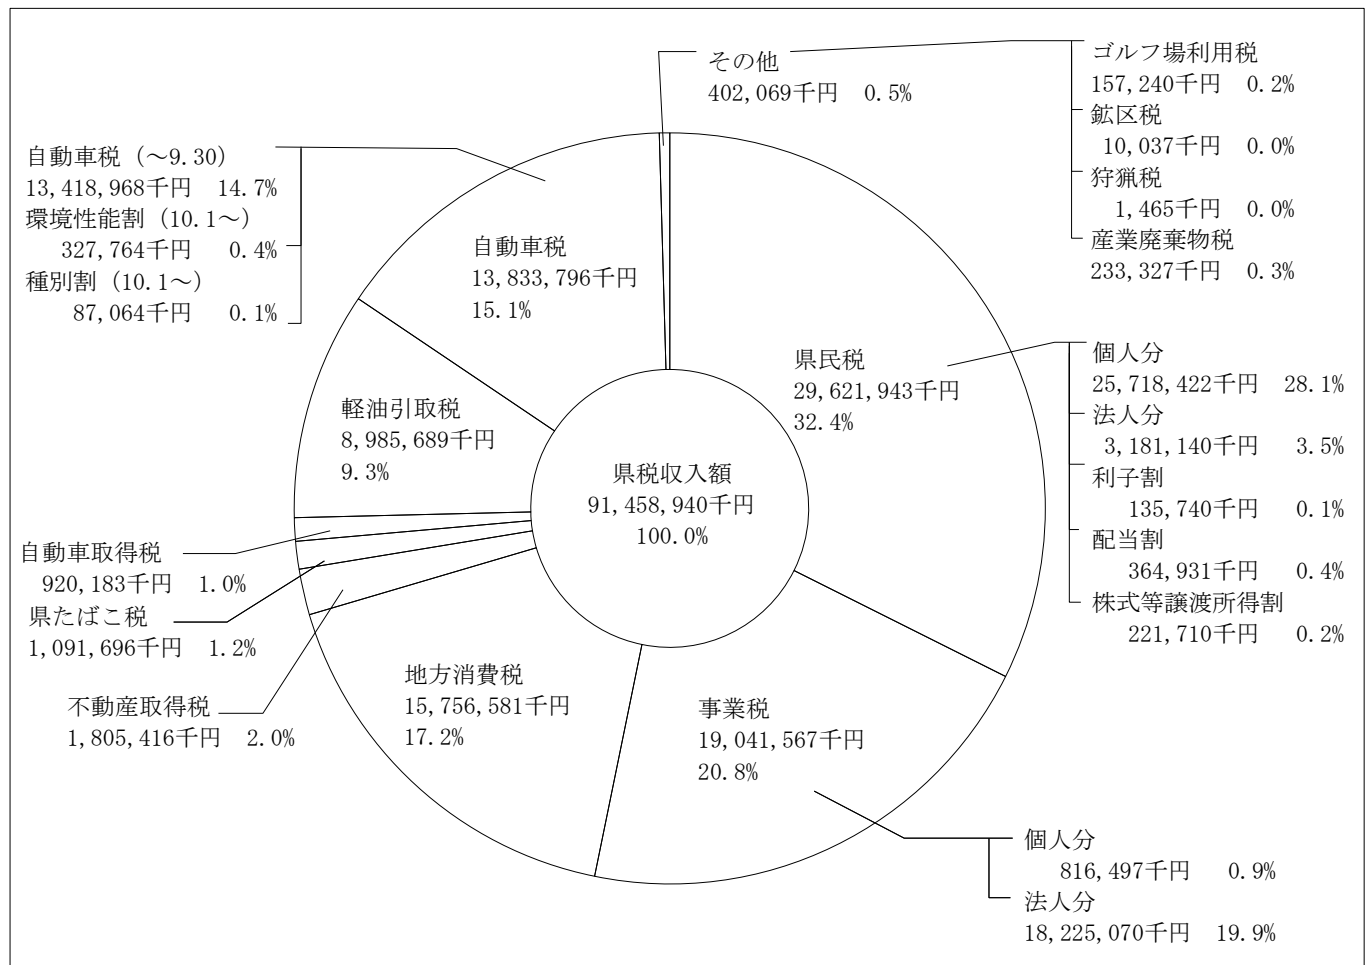 その他
402,069千円 0.5%
ゴルフ場利用税
157,240千円 0.2%
鉱区税
10,037千円 0.0%
狩猟税
1,465千円 0.0%
産業廃棄物税
233,327千円 0.3%
自動車税（～9.30）
13,418,968千円 14.7%
環境性能割（10.1～）
327,764千円 0.4%
種別割（10.1～）
87,064千円 0.1%
自動車税
13,833,796千円
15.1%
県民税
29,621,943千円
32.4%
個人分
25,718,422千円 28.1%
法人分
3,181,140千円 3.5%
利子割
135,740千円 0.1%
配当割
364,931千円 0.4%
株式等譲渡所得割
221,710千円 0.2%
軽油引取税
8,985,689千円
9.3%
県税収入額
91,458,940千円
100.0%
自動車取得税
920,183千円 1.0%
県たばこ税
1,091,696千円 1.2%
不動産取得税
1,805,416千円 2.0%
地方消費税
15,756,581千円
17.2%
事業税
19,041,567千円
20.8%
個人分
816,497千円 0.9%
法人分
18,225,070千円 19.9%